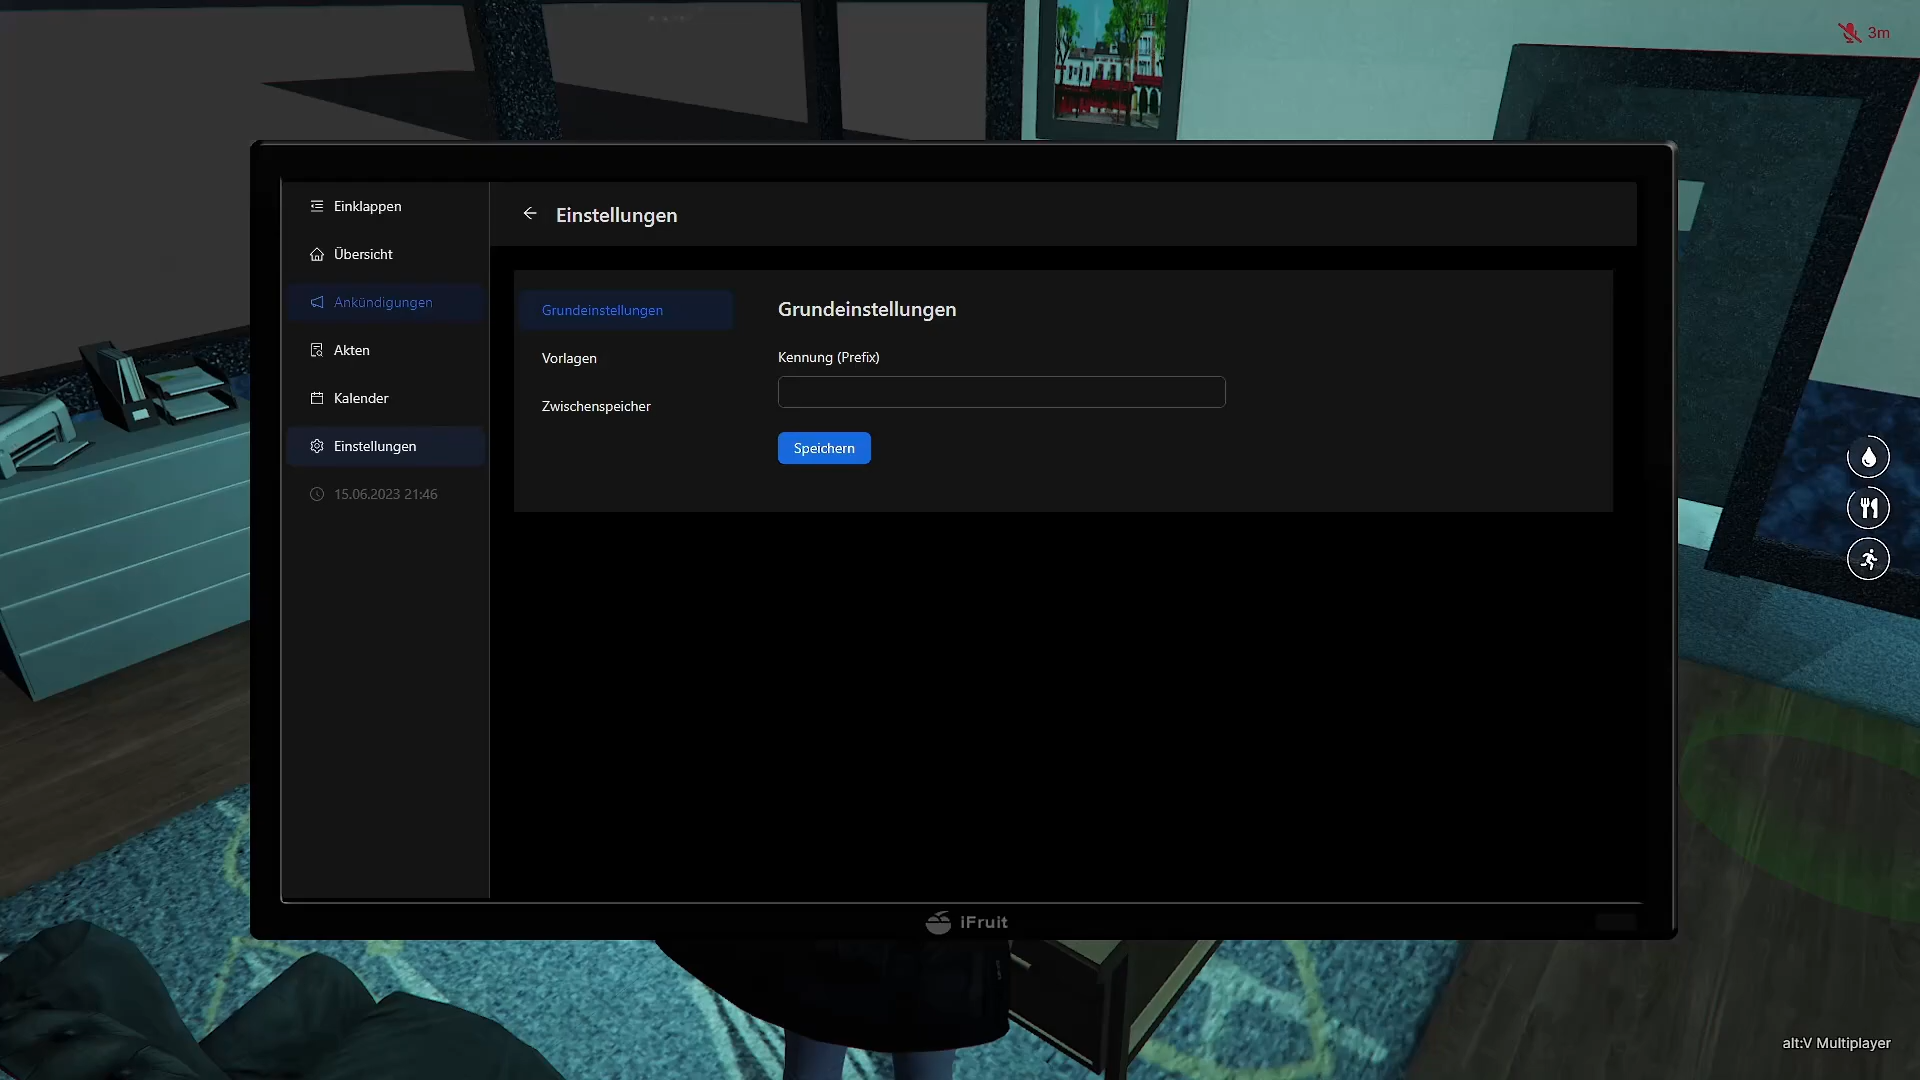 3m
Einklappen
Übersicht
Ankündigungen
Akten
Kalender
Einstellungen
15.06.2023 21:46
Einstellungen
Grundeinstellungen
Vorlagen
Zwischenspeicher
Grundeinstellungen
Kennung (Prefix)
Speichern
iFruit
alt:V Multiplayer